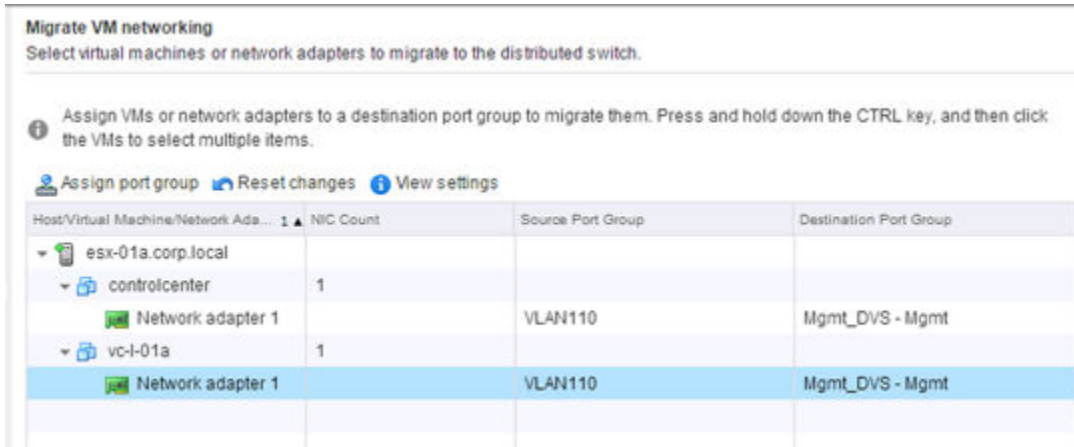 Migrate VM networking
Select virtual machines or network adapters to migrate to the distributed switch.
Assign VMs or network adapters to a destination port group to migrate them. Press and hold down the CTRL key, and then click
the VMs to select multiple items.
Assign port group Reset changes View settings
Host/Virtual Machine/Network Ada... 1 ▲ NIC Count Source Port Group Destination Port Group
esx-01a.corp.local
controlcenter 1
Network adapter 1 VLAN110 Mgmt_DVS - Mgmt
vc-l-01a 1
Network adapter 1 VLAN110 Mgmt_DVS - Mgmt